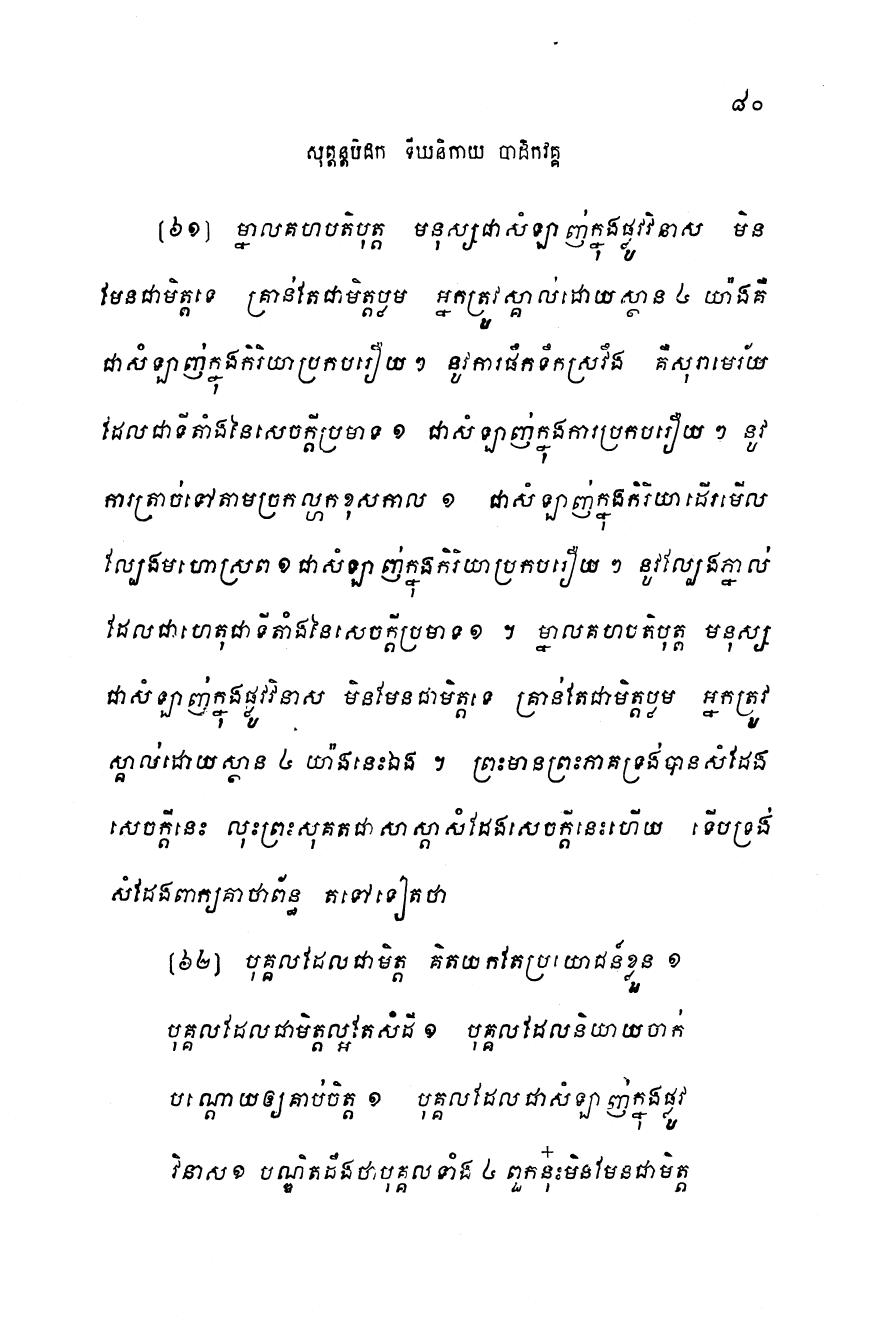 ៨០
សុត្តន្តបិដក ទីឃនិកាយ បាដិកវគ្គ
(៦១) ម្នាលគហបតិបុត្ត មនុស្សជាសំឡាញ់ក្នុងផ្លូវវិនាស មិន
មែនជាមិត្តទេ គ្រាន់តែជាមិត្តប្លម អ្នកត្រូវស្គាល់ដោយស្ថាន ៤ យ៉ាងគឺ
ជាសំឡាញ់ក្នុងកិរិយាប្រកបរឿយ ៗ នូវការផឹកទឹកស្រវឹង គឺសុរាមេរ័យ
ដែលជាទីតាំងនៃសេចក្តីប្រមាទ ១ ជាសំឡាញ់ក្នុងការប្រកបរឿយ ៗ នូវ
ការត្រាច់ទៅតាមច្រកល្ហកខុសកាល ១ ជាសំឡាញ់ក្នុងកិរិយាដើរមើល
ល្បែងមហោស្រព ១ ជាសំឡាញ់ក្នុងកិរិយាប្រកបរឿយ ៗ នូវល្បែងភ្នាល់
ដែលជាហេតុជាទីតាំងនៃសេចក្តីប្រមាទ ១ ។ ម្នាលគហបតិបុត្ត មនុស្ស
ជាសំឡាញ់ក្នុងផ្លូវវិនាស មិនមែនជាមិត្តទេ គ្រាន់តែជាមិត្តប្លម អ្នកត្រូវ
ស្គាល់ដោយស្ថាន ៤ យ៉ាងនេះឯង ។ ព្រះមានព្រះភាគទ្រង់បានសំដែង
សេចក្តីនេះ លុះព្រះសុគតជាសាស្តាសំដែងសេចក្តីនេះហើយ ទើបទ្រង់
សំដែងពាក្យគាថាព័ន្ធ តទៅទៀតថា
(៦២) បុគ្គលដែលជាមិត្ត គិតយកតែប្រយោជន៍ខ្លួន ១
បុគ្គលដែលជាមិត្តល្អតែសំដី ១ បុគ្គលដែលនិយាយចាក់
បណ្តោយឲ្យគាប់ចិត្ត ១ បុគ្គលដែលជាសំឡាញ់ក្នុងផ្លូវ
វិនាស ១ បណ្ឌិតដឹងថាបុគ្គលទាំង ៤ ពួកនុ៎ះមិនមែនជាមិត្ត